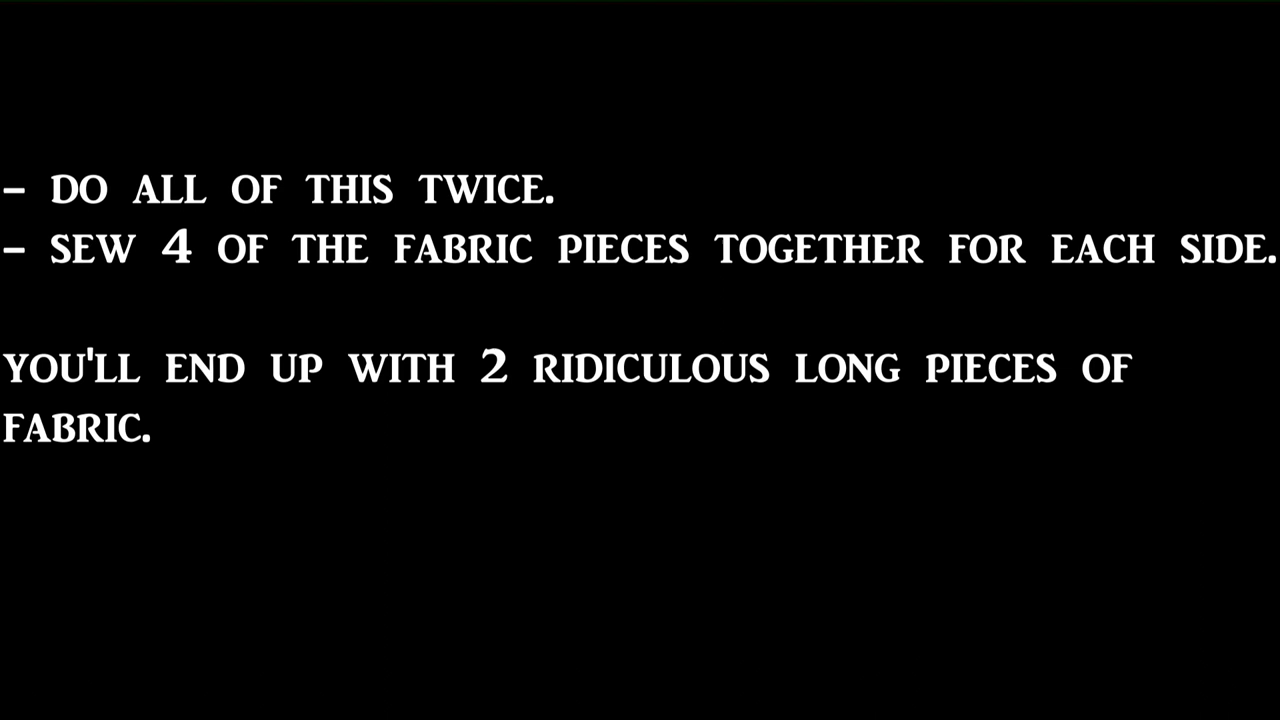 - DO ALL OF THIS TWICE.
- SEW 4 OF THE FABRIC PIECES TOGETHER FOR EACH SIDE.
YOU'LL END UP WITH 2 RIDICULOUS LONG PIECES OF
FABRIC.